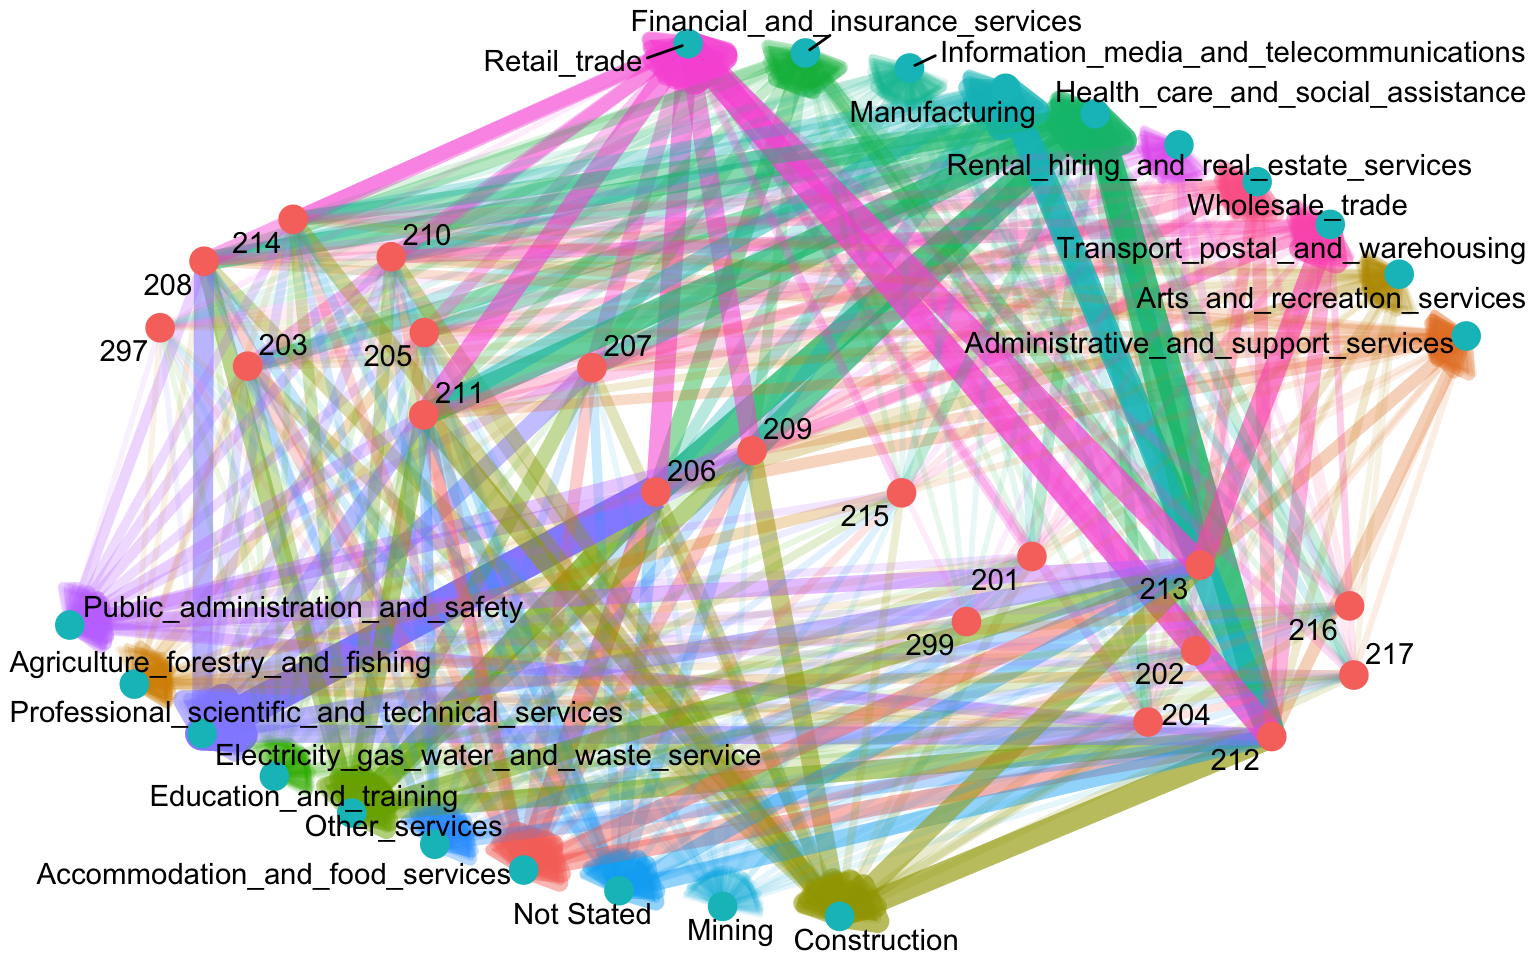 Financial_and_insurance_services
Retail_trade
Information_media_and_telecommunications
Health_care_and_social_assistance
Manufacturing
Rental_hiring_and_real_estate_services
Wholesale_trade
Transport_postal_and_warehousing
Arts_and_recreation_services
Administrative_and_support_services
214
210
208
297
203
205
207
211
209
206
215
201
213
299
216
217
202
204
212
Public_administration_and_safety
Agriculture_forestry_and_fishing
Professional_scientific_and_technical_services
Electricity_gas_water_and_waste_service
Education_and_training
Other_services
Accommodation_and_food_services
Not Stated
Mining
Construction